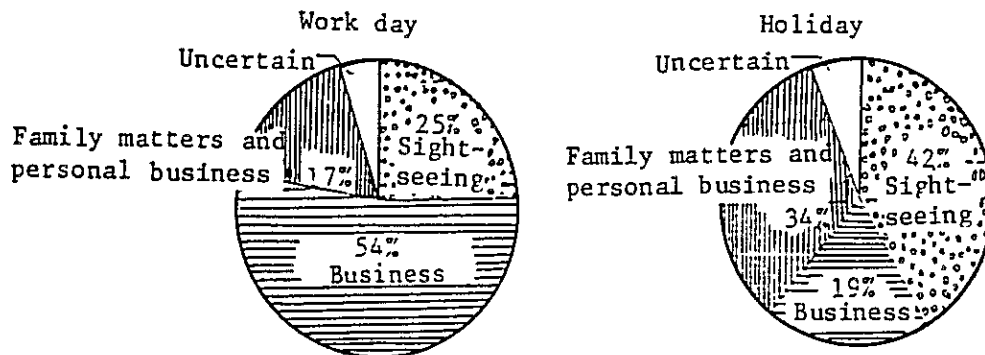 Work day
Uncertain
Family matters and
personal business
17%
25%
Sight-
seeing
54%
Business
Holiday
Uncertain
Family matters and
personal business
34%
42%
Sight-
seeing
19%
Business